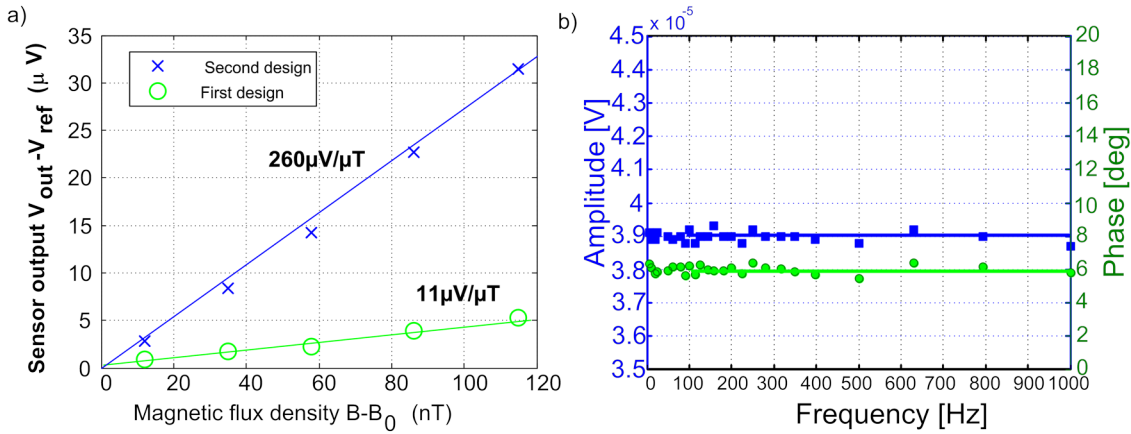 a)
Sensor output V_out -V_ref (μ V)
35
30
25
20
15
10
5
0
Second design
First design
260μV/μT
11μV/μT
0 20 40 60 80 100 120
Magnetic flux density B-B_0 (nT)
b)
× 10^-5
Amplitude [V]
4.5
4.4
4.3
4.2
4.1
4
3.9
3.8
3.7
3.6
3.5
20
18
16
14
12
10
8
6
4
2
0
Phase [deg]
0 100 200 300 400 500 600 700 800 900 1000
Frequency [Hz]